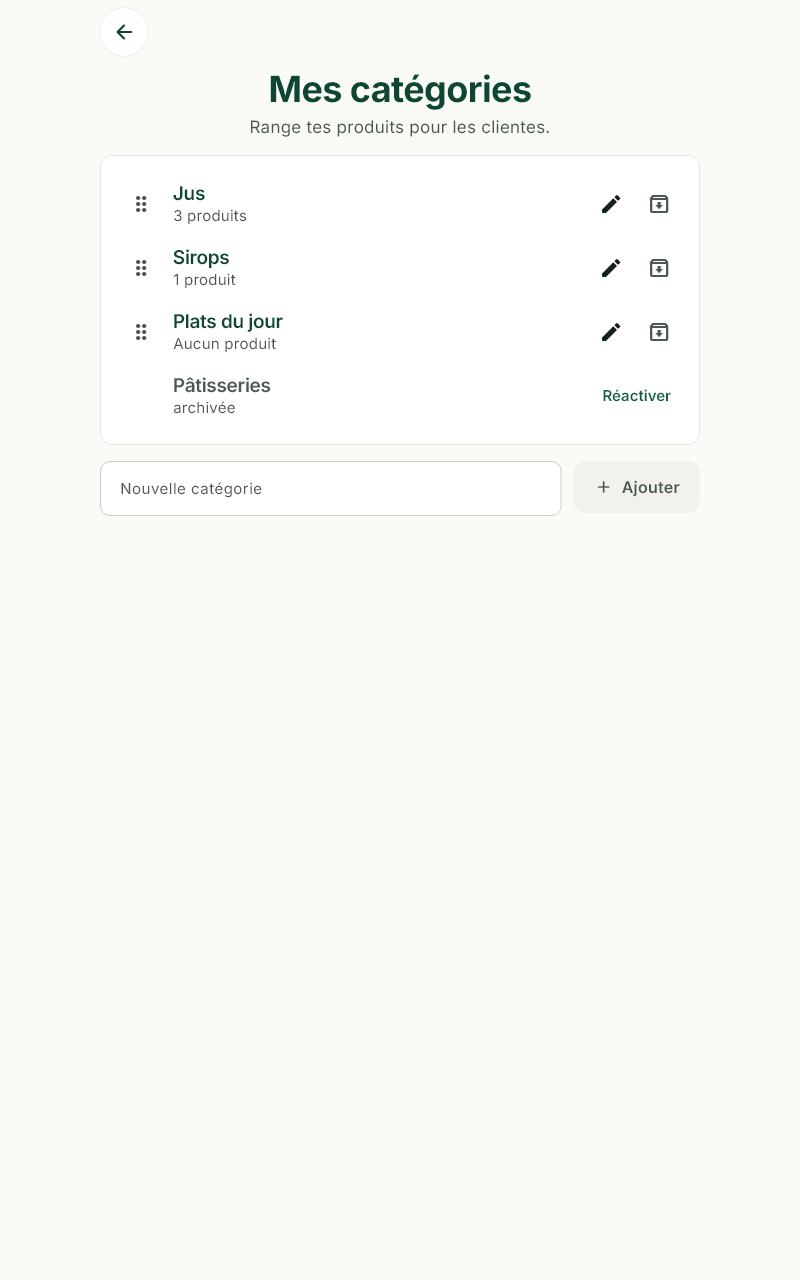 Mes catégories
Range tes produits pour les clientes.
Jus
3 produits
Sirops
1 produit
Plats du jour
Aucun produit
Pâtisseries
archivée
Réactiver
Nouvelle catégorie
Ajouter